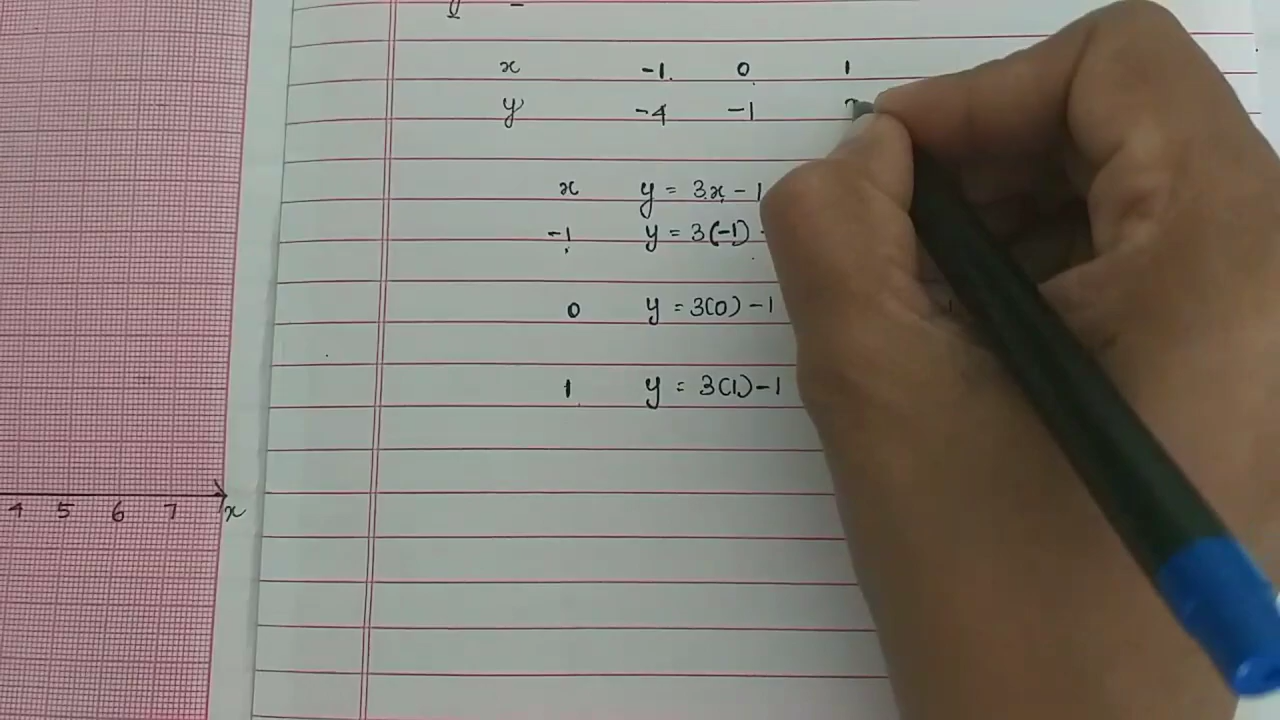 x -1 0 1
y -4 -1
x y = 3x - 1
-1 y = 3(-1)
0 y = 3(0) - 1
1 y = 3(1) - 1
4 5 6 7 x